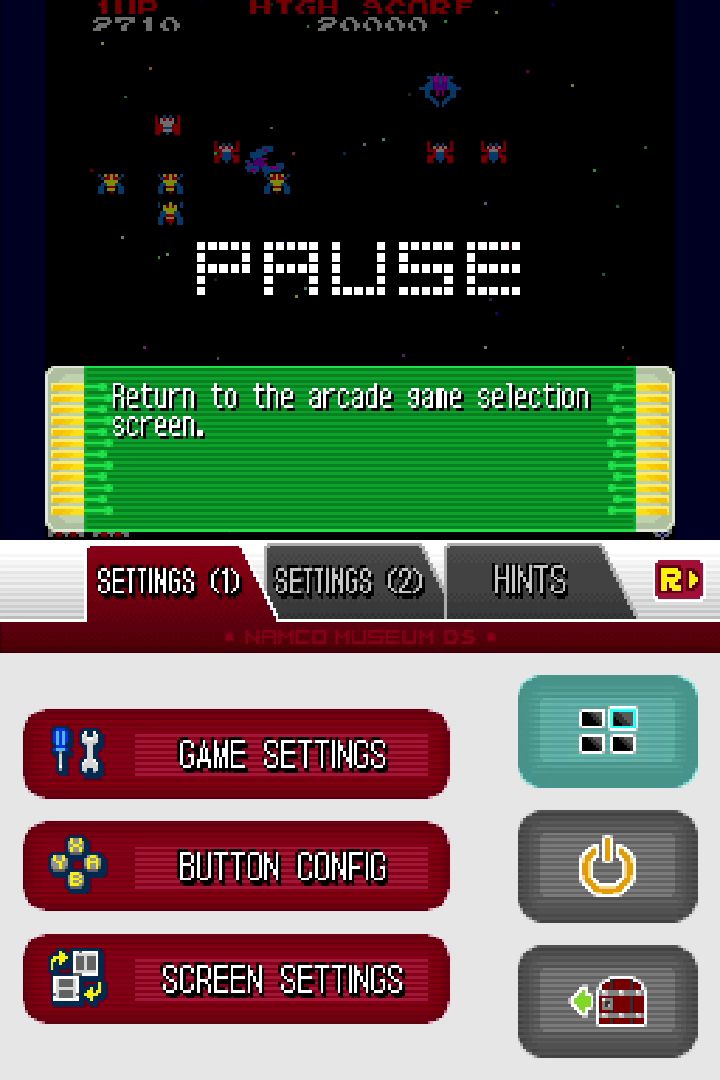 1UP HIGH SCORE
2710 20000
PAUSE
Return to the arcade game selection
screen.
SETTINGS (1) SETTINGS (2) HINTS R
• NAMCO MUSEUM DS •
GAME SETTINGS
X
Y A
B
BUTTON CONFIG
SCREEN SETTINGS